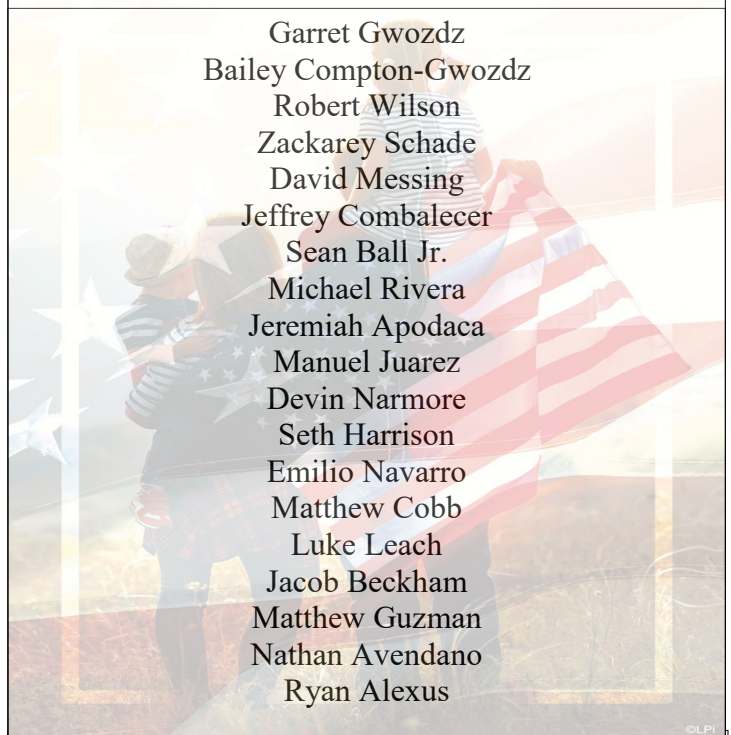 Garret Gwozdz
Bailey Compton-Gwozdz
Robert Wilson
Zackarey Schade
David Messing
Jeffrey Combalecer
Sean Ball Jr.
Michael Rivera
Jeremiah Apodaca
Manuel Juarez
Devin Narmore
Seth Harrison
Emilio Navarro
Matthew Cobb
Luke Leach
Jacob Beckham
Matthew Guzman
Nathan Avendano
Ryan Alexus
©LPi